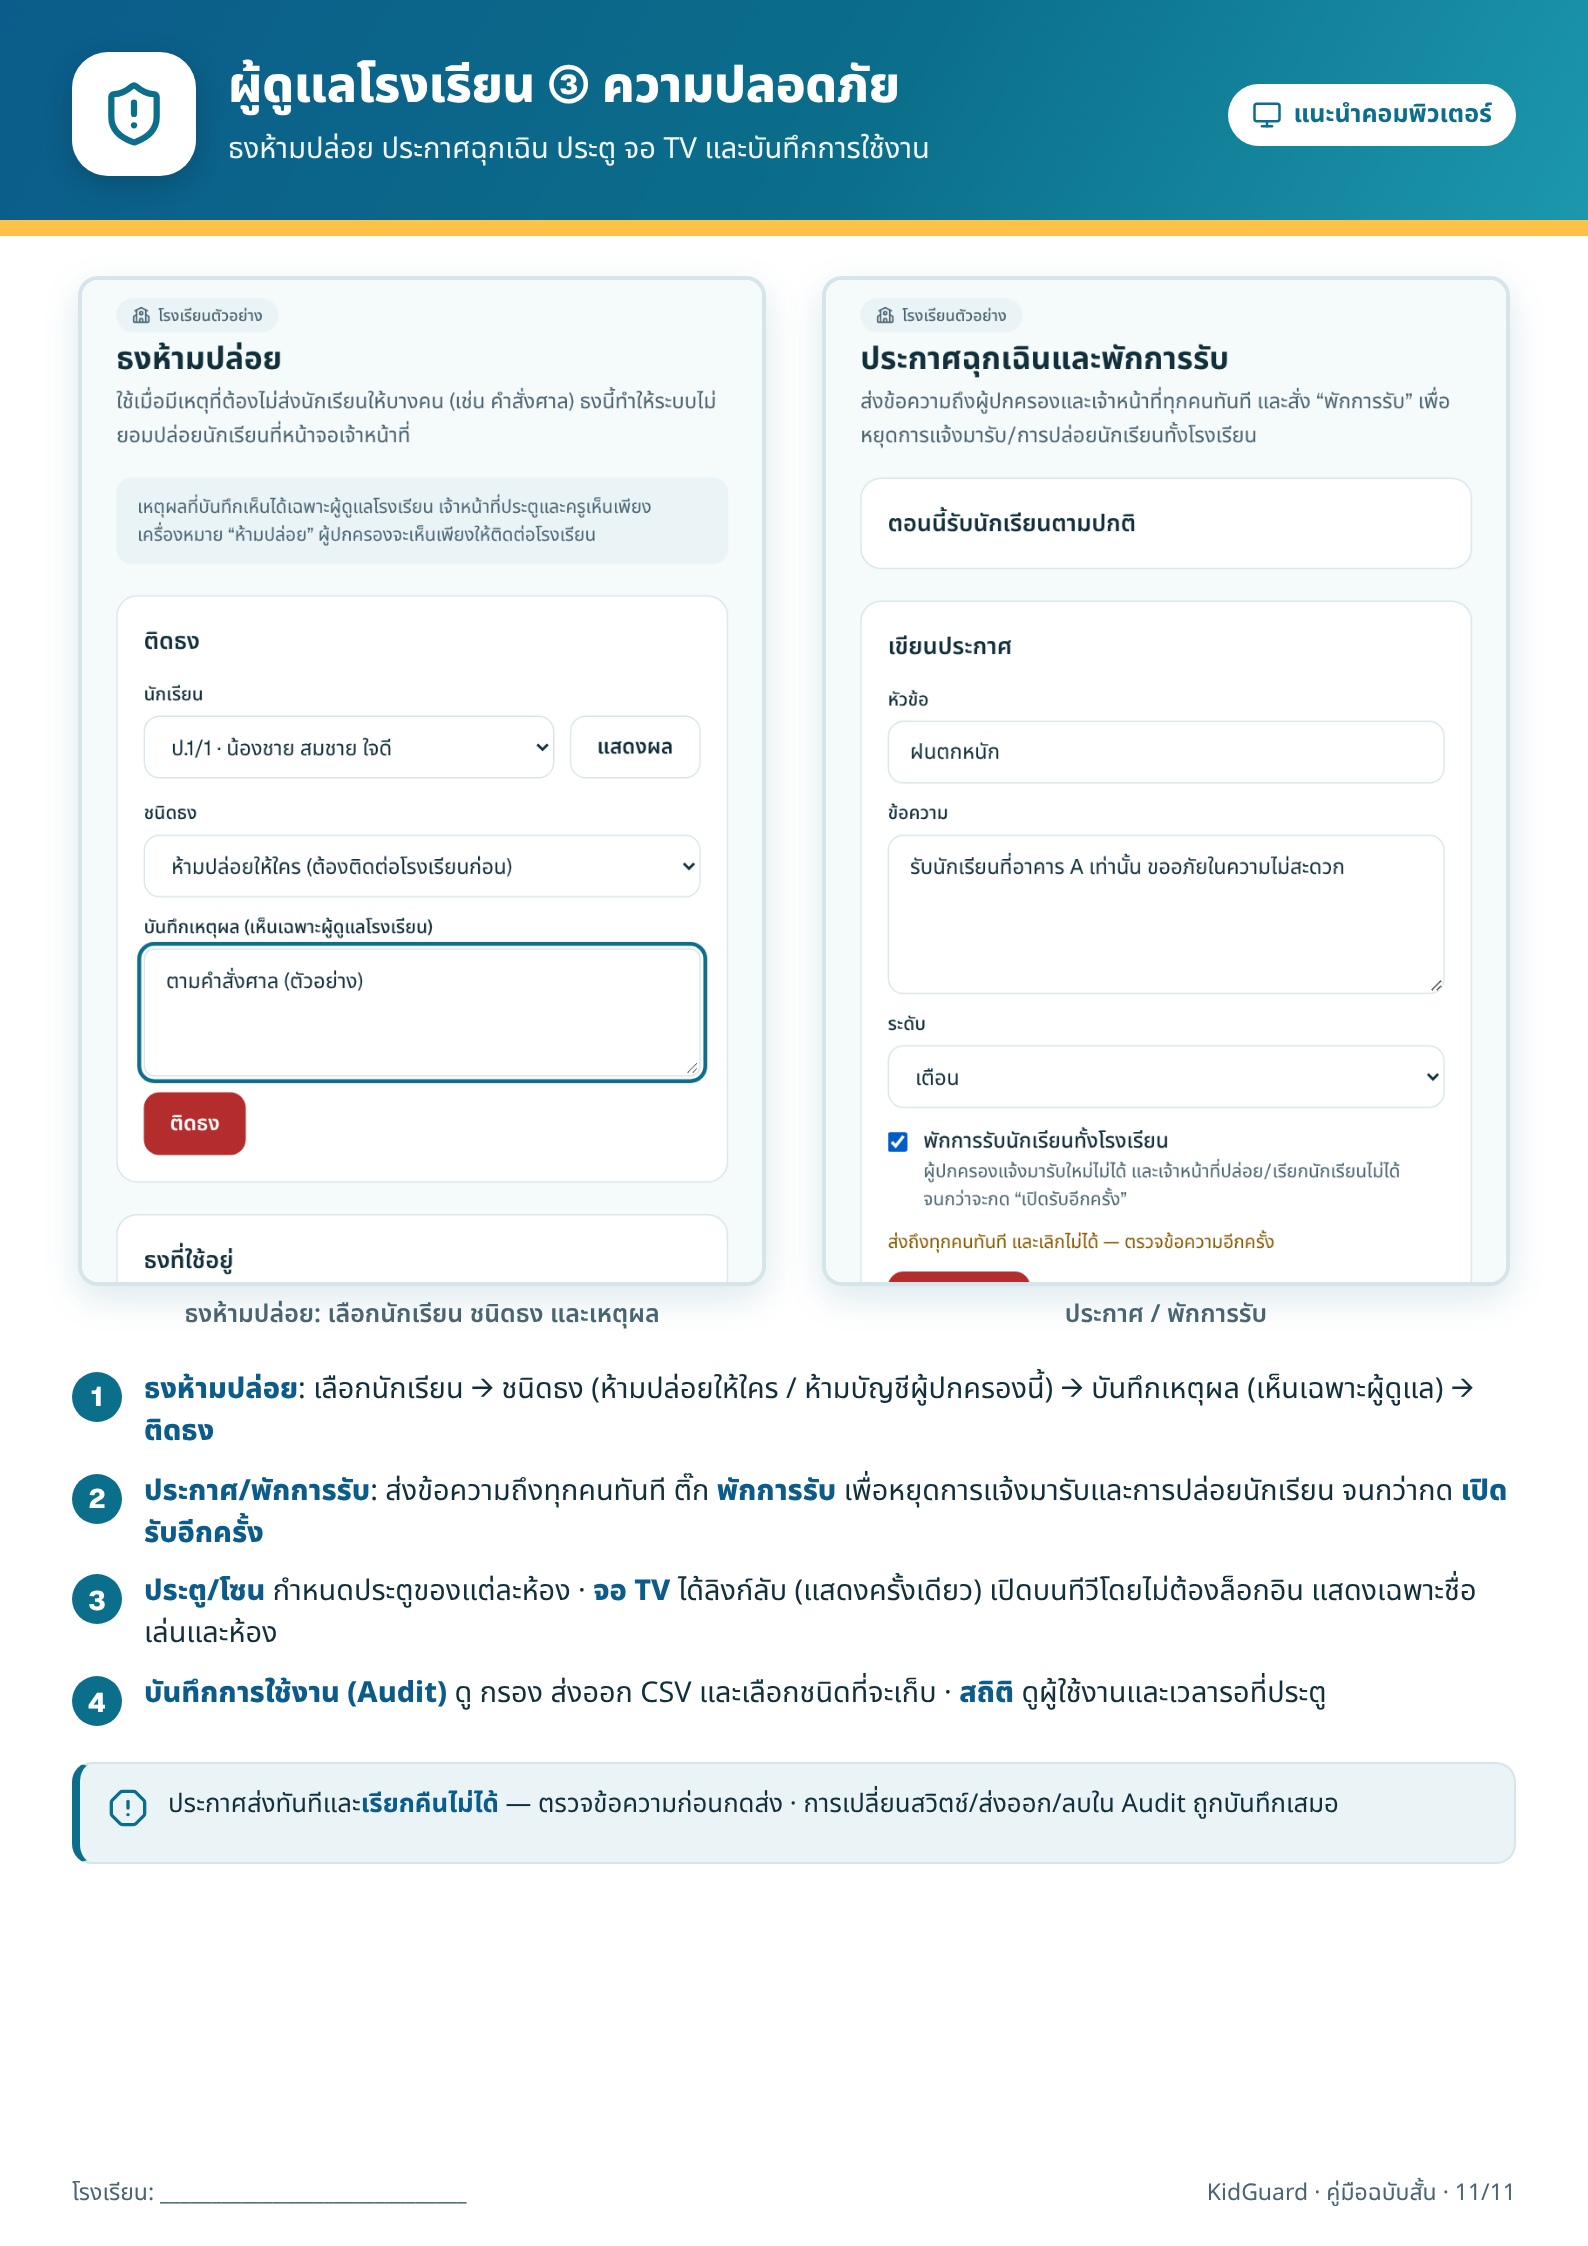 ผู้ดูแลโรงเรียน ③ ความปลอดภัย
ธงห้ามปล่อย ประกาศฉุกเฉิน ประตู จอ TV และบันทึกการใช้งาน
แนะนำคอมพิวเตอร์
โรงเรียนตัวอย่าง
ธงห้ามปล่อย
ใช้เมื่อมีเหตุที่ต้องไม่ส่งนักเรียนให้บางคน (เช่น คำสั่งศาล) ธงนี้ทำให้ระบบไม่
ยอมปล่อยนักเรียนที่หน้าจอเจ้าหน้าที่
เหตุผลที่บันทึกเห็นได้เฉพาะผู้ดูแลโรงเรียน เจ้าหน้าที่ประตูและครูเห็นเพียง
เครื่องหมาย “ห้ามปล่อย” ผู้ปกครองจะเห็นเพียงให้ติดต่อโรงเรียน
ติดธง
นักเรียน
ป.1/1 · น้องชาย สมชาย ใจดี
แสดงผล
ชนิดธง
ห้ามปล่อยให้ใคร (ต้องติดต่อโรงเรียนก่อน)
บันทึกเหตุผล (เห็นเฉพาะผู้ดูแลโรงเรียน)
ตามคำสั่งศาล (ตัวอย่าง)
ติดธง
ธงที่ใช้อยู่
ธงห้ามปล่อย: เลือกนักเรียน ชนิดธง และเหตุผล
โรงเรียนตัวอย่าง
ประกาศฉุกเฉินและพักการรับ
ส่งข้อความถึงผู้ปกครองและเจ้าหน้าที่ทุกคนทันที และสั่ง “พักการรับ” เพื่อ
หยุดการแจ้งมารับ/การปล่อยนักเรียนทั้งโรงเรียน
ตอนนี้รับนักเรียนตามปกติ
เขียนประกาศ
หัวข้อ
ฝนตกหนัก
ข้อความ
รับนักเรียนที่อาคาร A เท่านั้น ขออภัยในความไม่สะดวก
ระดับ
เตือน
พักการรับนักเรียนทั้งโรงเรียน
ผู้ปกครองแจ้งมารับใหม่ไม่ได้ และเจ้าหน้าที่ปล่อย/เรียกนักเรียนไม่ได้
จนกว่าจะกด “เปิดรับอีกครั้ง”
ส่งถึงทุกคนทันที และเลิกไม่ได้ — ตรวจข้อความอีกครั้ง
ประกาศ / พักการรับ
1 ธงห้ามปล่อย: เลือกนักเรียน → ชนิดธง (ห้ามปล่อยให้ใคร / ห้ามบัญชีผู้ปกครองนี้) → บันทึกเหตุผล (เห็นเฉพาะผู้ดูแล) →
ติดธง
2 ประกาศ/พักการรับ: ส่งข้อความถึงทุกคนทันที ติ๊ก พักการรับ เพื่อหยุดการแจ้งมารับและการปล่อยนักเรียน จนกว่ากด เปิด
รับอีกครั้ง
3 ประตู/โซน กำหนดประตูของแต่ละห้อง · จอ TV ได้ลิงก์ลับ (แสดงครั้งเดียว) เปิดบนทีวีโดยไม่ต้องล็อกอิน แสดงเฉพาะชื่อ
เล่นและห้อง
4 บันทึกการใช้งาน (Audit) ดู กรอง ส่งออก CSV และเลือกชนิดที่จะเก็บ · สถิติ ดูผู้ใช้งานและเวลารอที่ประตู
ประกาศส่งทันทีและเรียกคืนไม่ได้ — ตรวจข้อความก่อนกดส่ง · การเปลี่ยนสวิตช์/ส่งออก/ลบใน Audit ถูกบันทึกเสมอ
โรงเรียน: ____________________________
KidGuard · คู่มือฉบับสั้น · 11/11